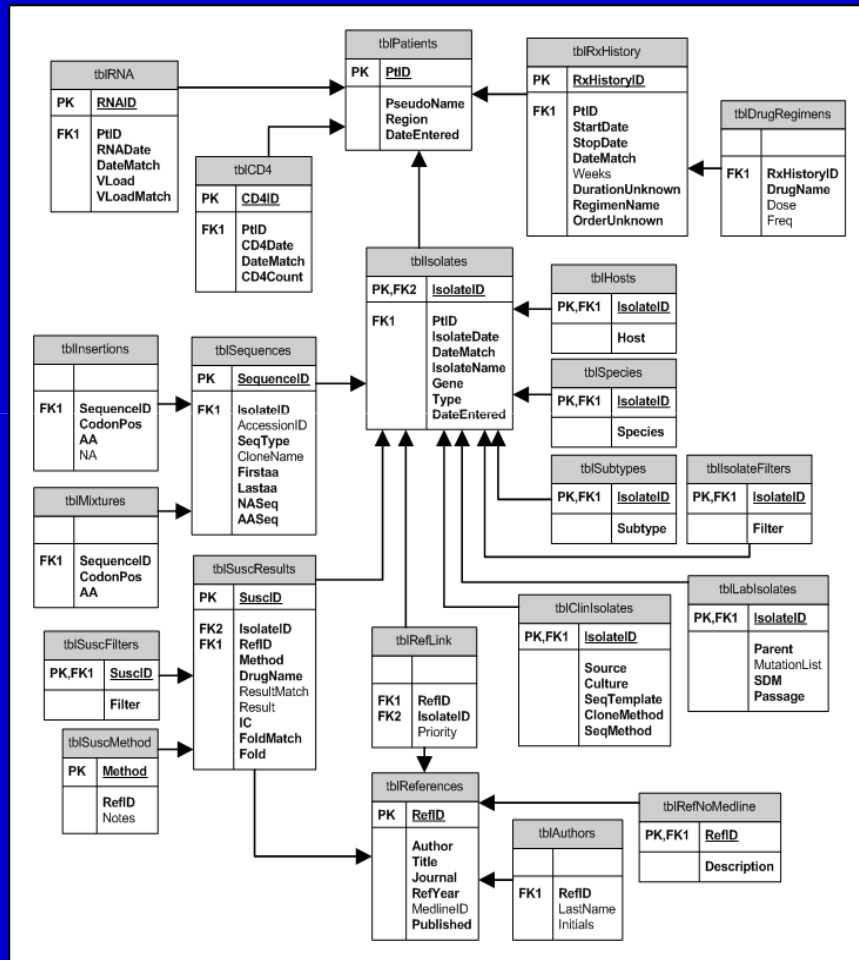 tblPatients
PK PtID
PseudoName
Region
DateEntered
tblRNA
PK RNAID
FK1 PtID
RNADate
DateMatch
VLoad
VLoadMatch
tblCD4
PK CD4ID
FK1 PtID
CD4Date
DateMatch
CD4Count
tblRxHistory
PK RxHistoryID
FK1 PtID
StartDate
StopDate
DateMatch
Weeks
DurationUnknown
RegimenName
OrderUnknown
tblDrugRegimens
FK1 RxHistoryID
DrugName
Dose
Freq
tblIsolates
PK,FK2 IsolateID
FK1 PtID
IsolateDate
DateMatch
IsolateName
Gene
Type
DateEntered
tblHosts
PK,FK1 IsolateID
Host
tblSpecies
PK,FK1 IsolateID
Species
tblInsertions
FK1 SequenceID
CodonPos
AA
NA
tblSequences
PK SequenceID
FK1 IsolateID
AccessionID
SeqType
CloneName
Firstaa
Lastaa
NASeq
AASeq
tblMixtures
FK1 SequenceID
CodonPos
AA
tblSubtypes
PK,FK1 IsolateID
Subtype
tblIsolateFilters
PK,FK1 IsolateID
Filter
tblSuscResults
PK SuscID
FK2 IsolateID
FK1 RefID
Method
DrugName
ResultMatch
Result
IC
FoldMatch
Fold
tblSuscFilters
PK,FK1 SuscID
Filter
tblSuscMethod
PK Method
RefID
Notes
tblRefLink
FK1 RefID
FK2 IsolateID
Priority
tblClinIsolates
PK,FK1 IsolateID
Source
Culture
SeqTemplate
CloneMethod
SeqMethod
tblLabIsolates
PK,FK1 IsolateID
Parent
MutationList
SDM
Passage
tblReferences
PK RefID
Author
Title
Journal
RefYear
MedlineID
Published
tblAuthors
FK1 RefID
LastName
Initials
tblRefNoMedline
PK,FK1 RefID
Description